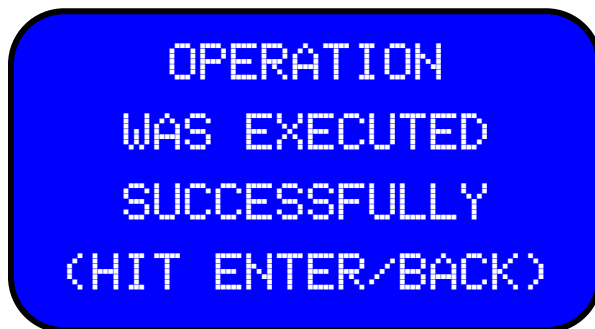 OPERATION
WAS EXECUTED
SUCCESSFULLY
(HIT ENTER/BACK)